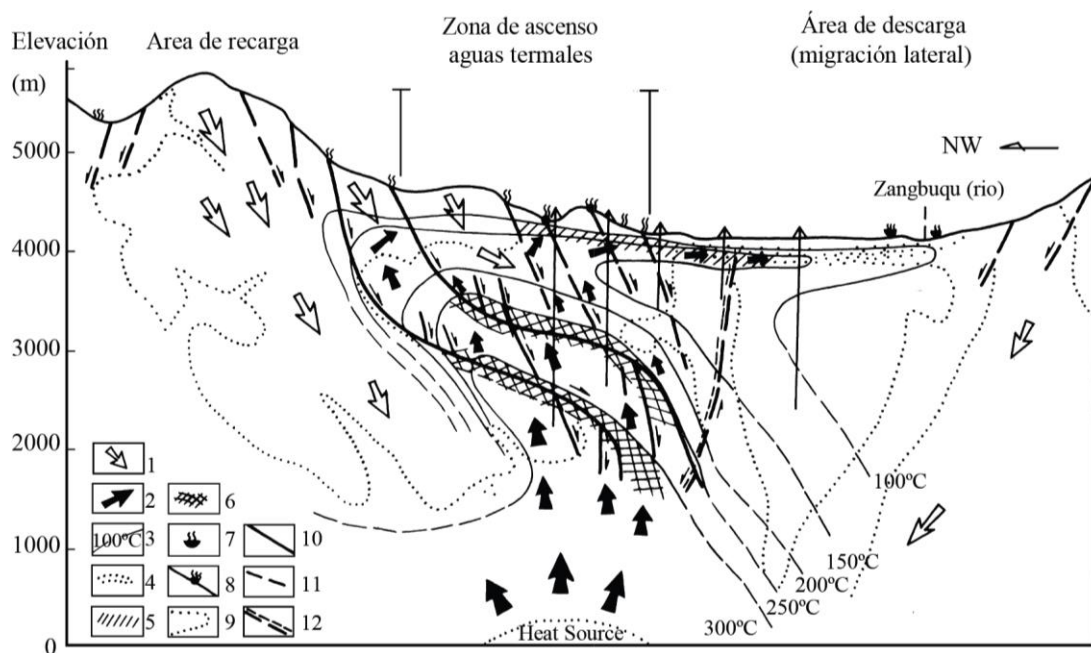 Elevación
(m)
Area de recarga
Zona de ascenso
aguas termales
Área de descarga
(migración lateral)
NW
Zangbuqu (rio)
5000
4000
3000
2000
1000
0
100ºC
150ºC
200ºC
250ºC
300ºC
Heat Source
1
2
100ºC 3
4
5
6
7
8
9
10
11
12